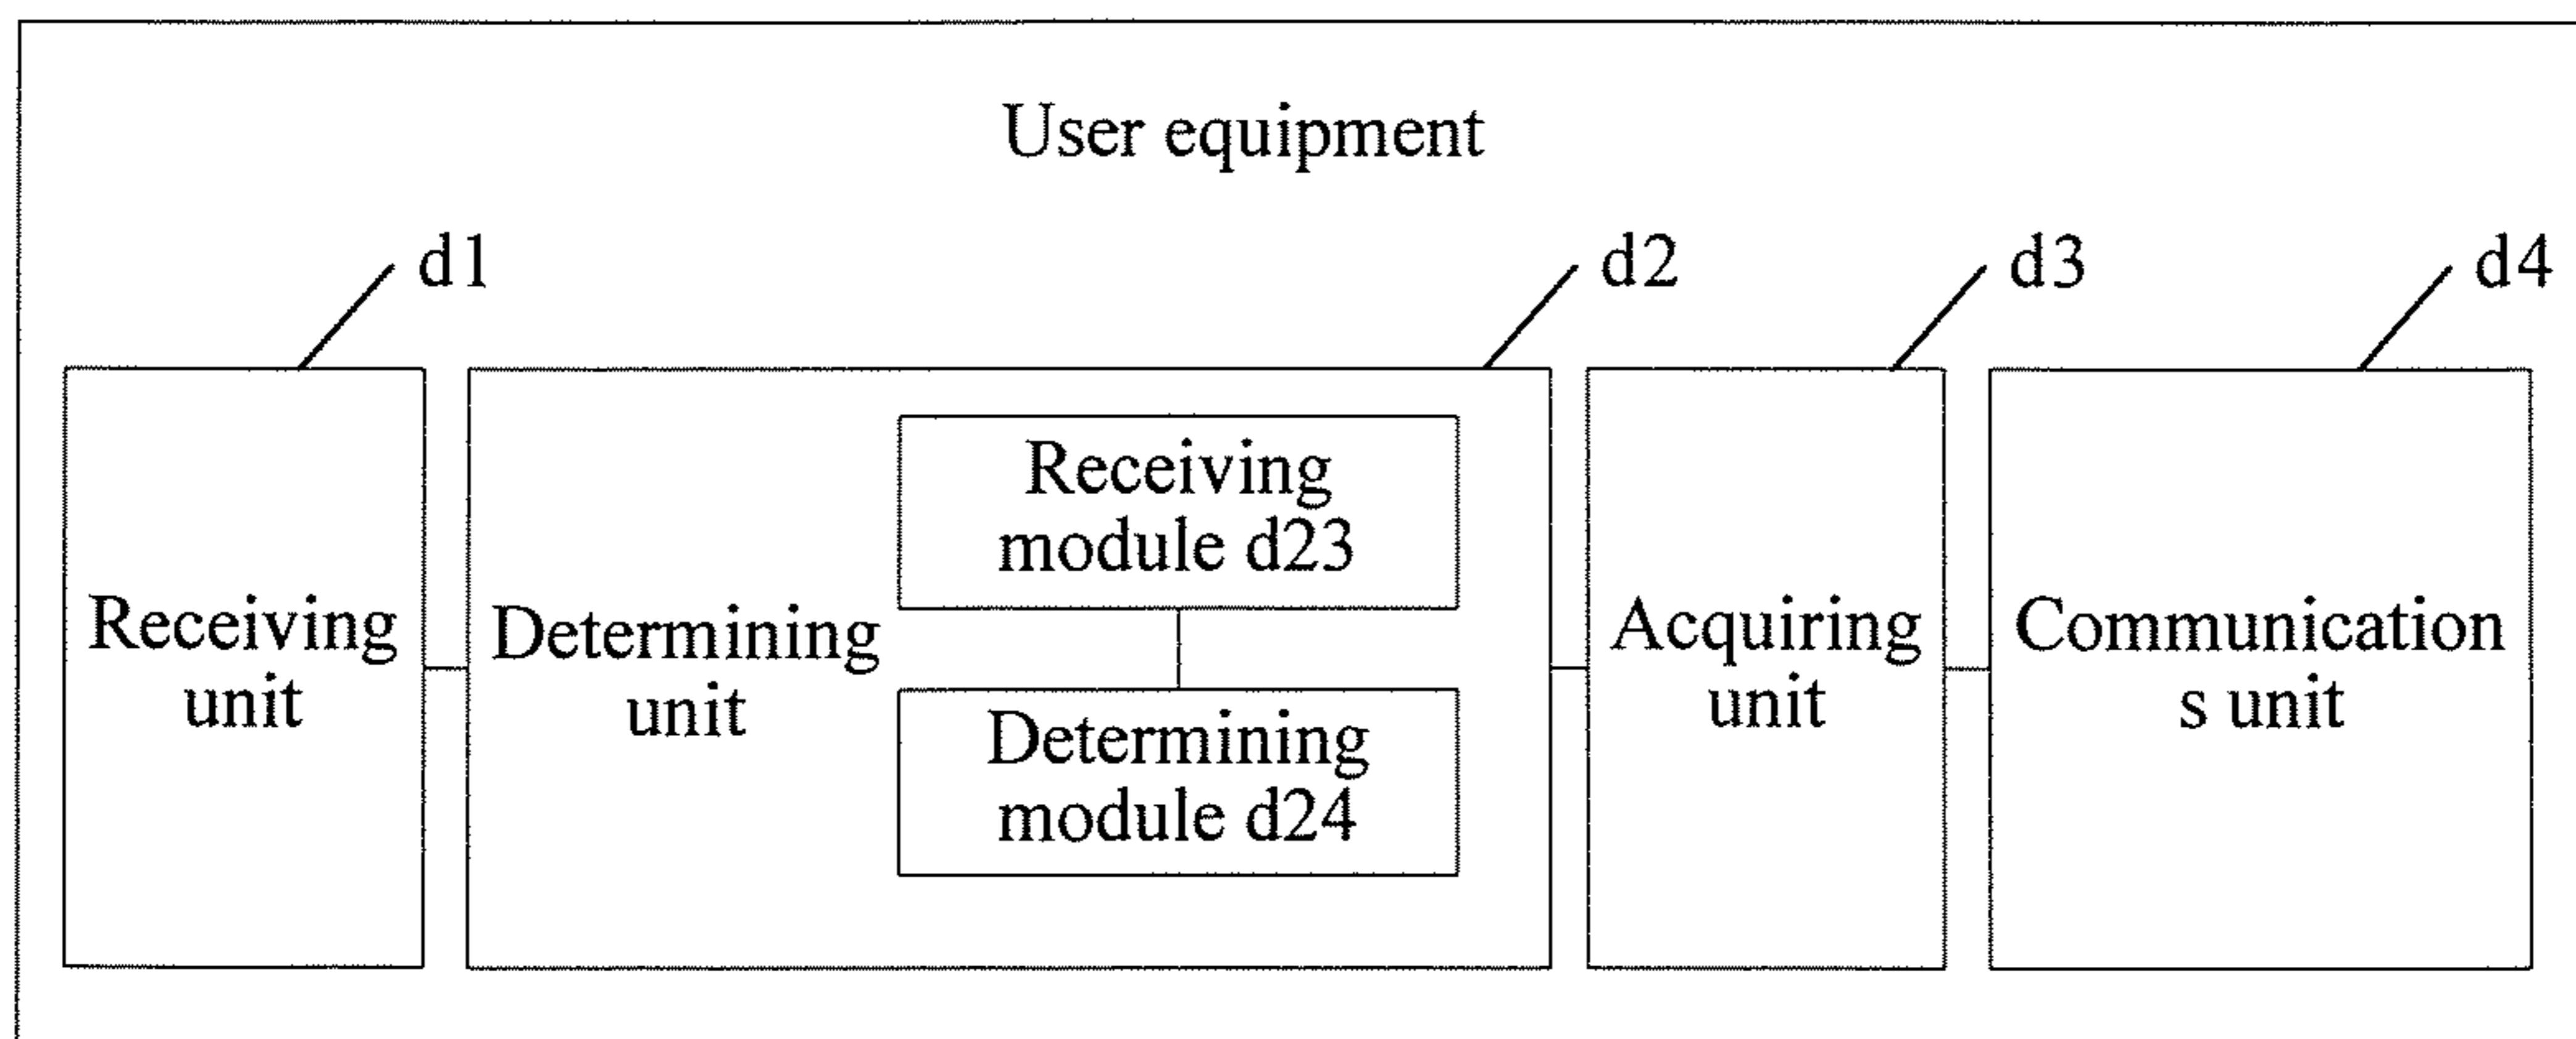 User equipment
d1
d2
d3
d4
Receiving
unit
Determining
unit
Receiving
module d23
Determining
module d24
Acquiring
unit
Communication
s unit